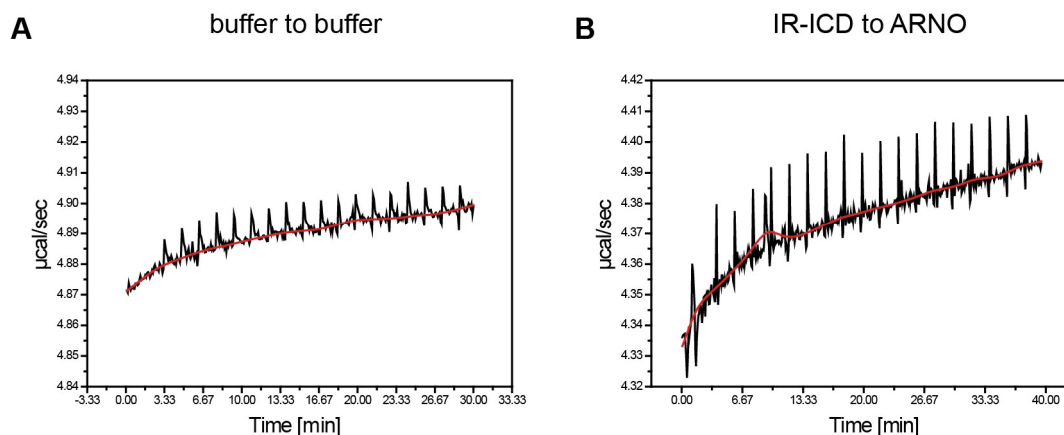 A
buffer to buffer
4.94
4.93
4.92
4.91
4.90
4.89
4.88
4.87
4.86
4.85
4.84
µcal/sec
-3.33 0.00 3.33 6.67 10.00 13.33 16.67 20.00 23.33 26.67 30.00 33.33
Time [min]
B
IR-ICD to ARNO
4.42
4.41
4.40
4.39
4.38
4.37
4.36
4.35
4.34
4.33
4.32
µcal/sec
0.00 6.67 13.33 20.00 26.67 33.33 40.00
Time [min]